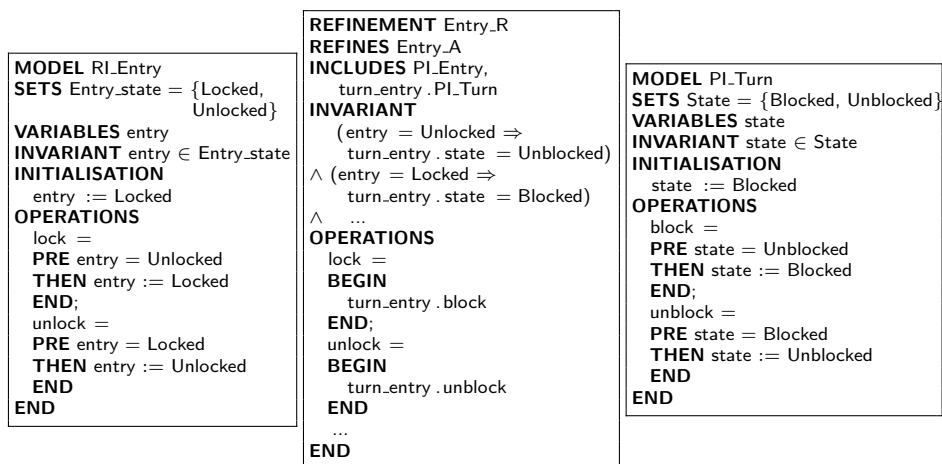 MODEL RI_Entry
SETS Entry_state = {Locked,
Unlocked}
VARIABLES entry
INVARIANT entry ∈ Entry_state
INITIALISATION
entry := Locked
OPERATIONS
lock =
PRE entry = Unlocked
THEN entry := Locked
END;
unlock =
PRE entry = Locked
THEN entry := Unlocked
END
END
REFINEMENT Entry_R
REFINES Entry_A
INCLUDES PI_Entry,
turn_entry.PI_Turn
INVARIANT
(entry = Unlocked ⇒
turn_entry.state = Unblocked)
∧ (entry = Locked ⇒
turn_entry.state = Blocked)
∧ ...
OPERATIONS
lock =
BEGIN
turn_entry.block
END;
unlock =
BEGIN
turn_entry.unblock
END
...
END
MODEL PI_Turn
SETS State = {Blocked, Unblocked}
VARIABLES state
INVARIANT state ∈ State
INITIALISATION
state := Blocked
OPERATIONS
block =
PRE state = Unblocked
THEN state := Blocked
END;
unblock =
PRE state = Blocked
THEN state := Unblocked
END
END